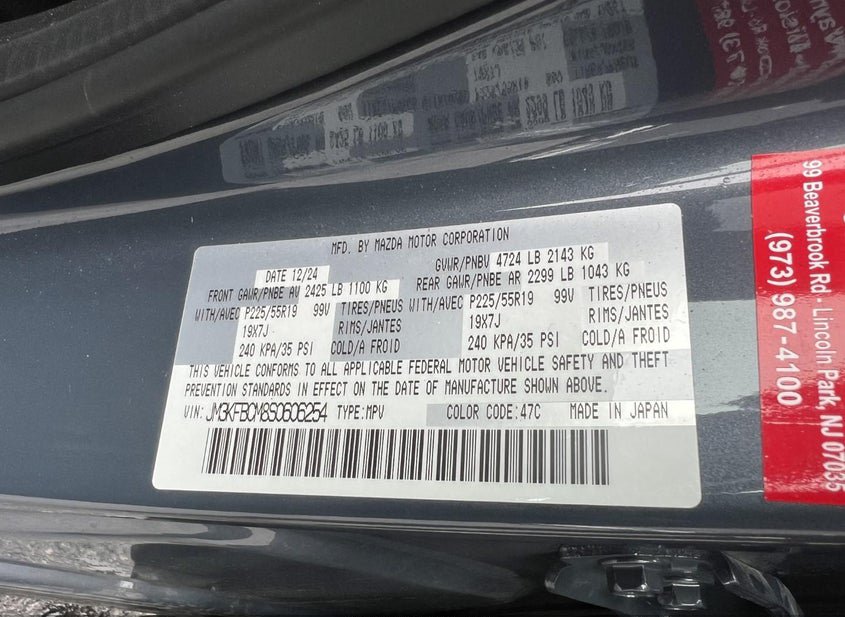 MFD. BY MAZDA MOTOR CORPORATION
DATE 12/24
GVWR/PNBV 4724 LB 2143 KG
FRONT GAWR/PNBE AV 2425 LB 1100 KG
REAR GAWR/PNBE AR 2299 LB 1043 KG
WITH/AVEC P225/55R19 99V TIRES/PNEUS WITH/AVEC P225/55R19 99V TIRES/PNEUS
19X7J RIMS/JANTES 19X7J RIMS/JANTES
240 KPA/35 PSI COLD/A FROID 240 KPA/35 PSI COLD/A FROID
THIS VEHICLE CONFORMS TO ALL APPLICABLE FEDERAL MOTOR VEHICLE SAFETY AND THEFT
PREVENTION STANDARDS IN EFFECT ON THE DATE OF MANUFACTURE SHOWN ABOVE.
VIN: JM3KFBCM8S0606254 TYPE:MPV COLOR CODE:47C MADE IN JAPAN
99 Beaverbrook Rd - Lincoln Park, NJ 07035
(973) 987-4100